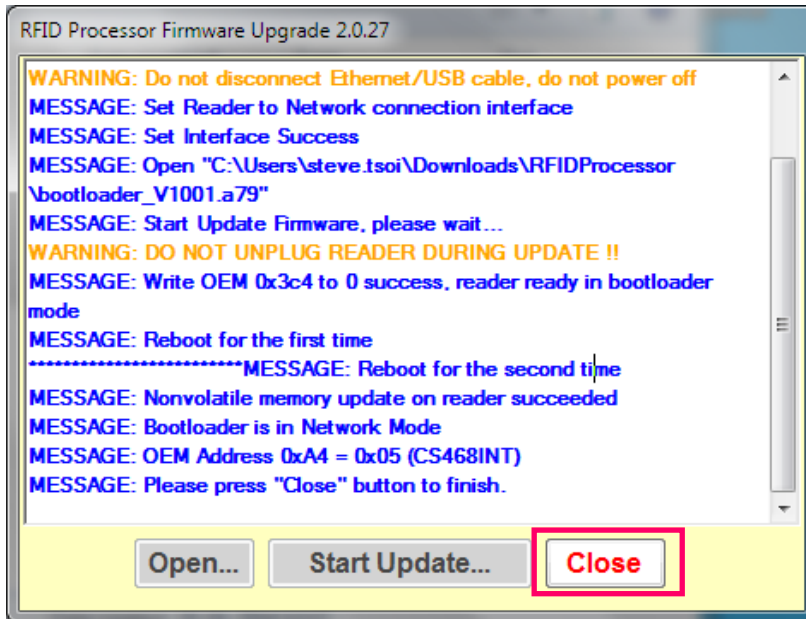 RFID Processor Firmware Upgrade 2.0.27
WARNING: Do not disconnect Ethernet/USB cable, do not power off
MESSAGE: Set Reader to Network connection interface
MESSAGE: Set Interface Success
MESSAGE: Open "C:\Users\steve.tsoi\Downloads\RFIDProcessor
\bootloader_V1001.a79"
MESSAGE: Start Update Firmware, please wait...
WARNING: DO NOT UNPLUG READER DURING UPDATE !!
MESSAGE: Write OEM 0x3c4 to 0 success, reader ready in bootloader
mode
MESSAGE: Reboot for the first time
*************************MESSAGE: Reboot for the second time
MESSAGE: Nonvolatile memory update on reader succeeded
MESSAGE: Bootloader is in Network Mode
MESSAGE: OEM Address 0xA4 = 0x05 (CS468INT)
MESSAGE: Please press "Close" button to finish.
Open... Start Update... Close